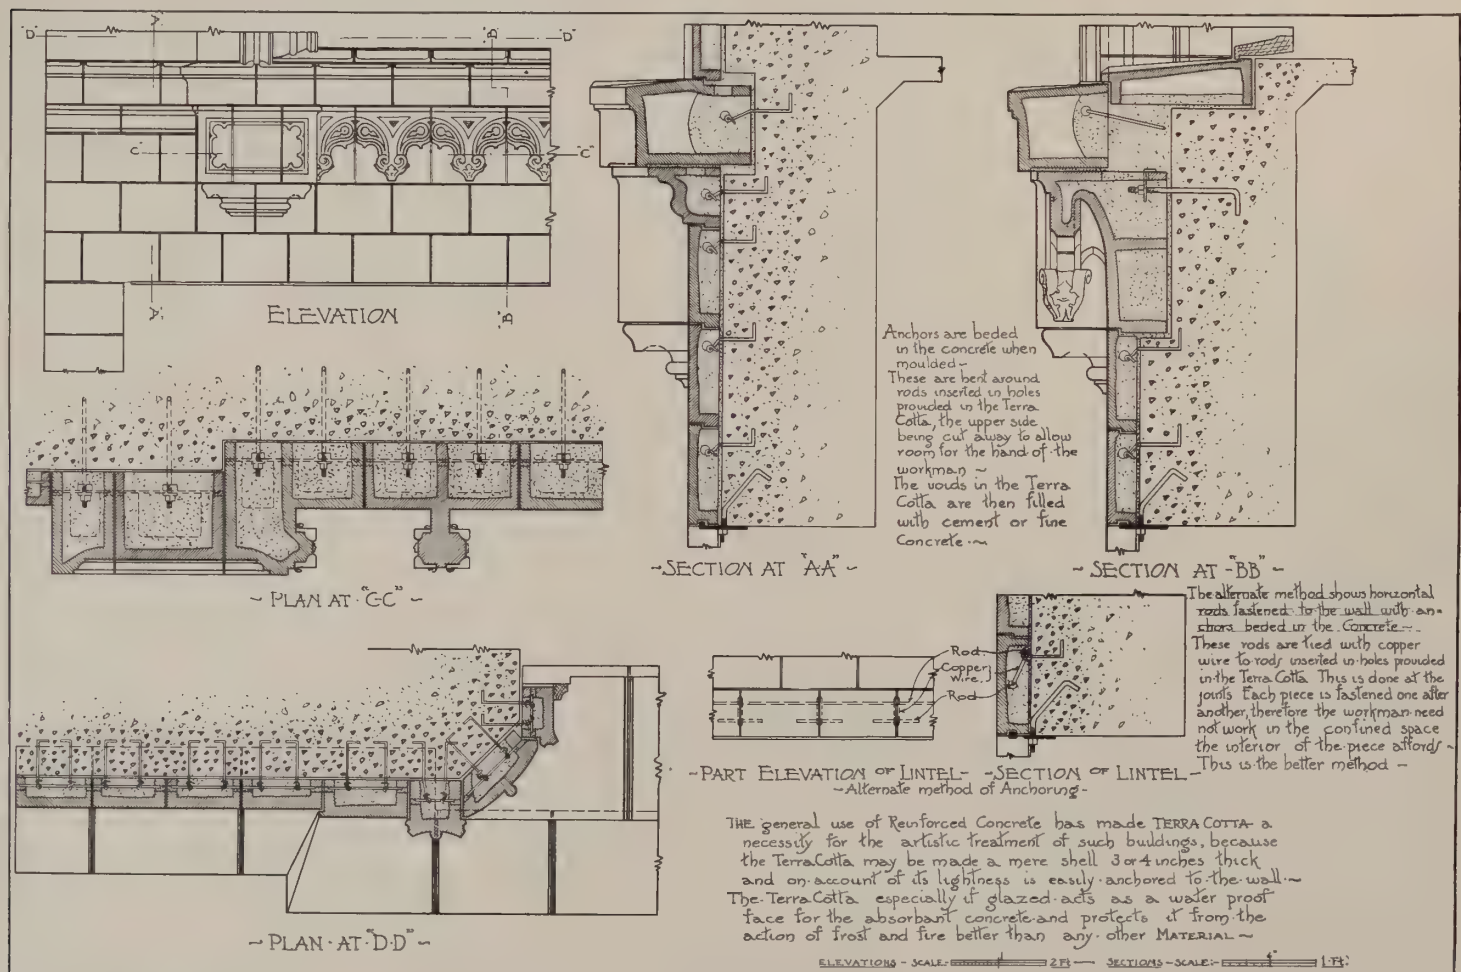 "D" "A" "B" "D"
"C" "C"
"A" "B"
ELEVATION
Anchors are beded
in the concrete when
moulded ~
These are bent around
rods inserted in holes
provided in the Terra
Cotta, the upper side
being cut away to allow
room for the hand of the
workman ~
The voids in the Terra
Cotta are then filled
with cement or fine
Concrete ~
~ SECTION AT "AA" ~
~ SECTION AT "BB" ~
~ PLAN AT "CC" ~
The alternate method shows horizontal
rods fastened to the wall with an-
chors beded in the Concrete ~
These rods are tied with copper
wire to rods inserted in holes provided
in the Terra Cotta This is done at the
joints Each piece is fastened one after
another, therefore the workman need
not work in the confined space
the interior of the piece affords ~
This is the better method ~
Rod
Copper
wire
Rod
~ PART ELEVATION OF LINTEL ~ ~ SECTION OF LINTEL ~
~ Alternate method of Anchoring ~
THE general use of Reinforced Concrete has made TERRA COTTA a
necessity for the artistic treatment of such buildings, because
the Terra Cotta may be made a mere shell 3 or 4 inches thick
and on account of its lightness is easily anchored to the wall ~
The Terra Cotta especially if glazed acts as a water proof
face for the absorbant concrete and protects it from the
action of frost and fire better than any other MATERIAL ~
~ PLAN AT "D-D" ~
ELEVATIONS - SCALE: 1 2 Ft SECTIONS - SCALE: 6" 1 Ft: